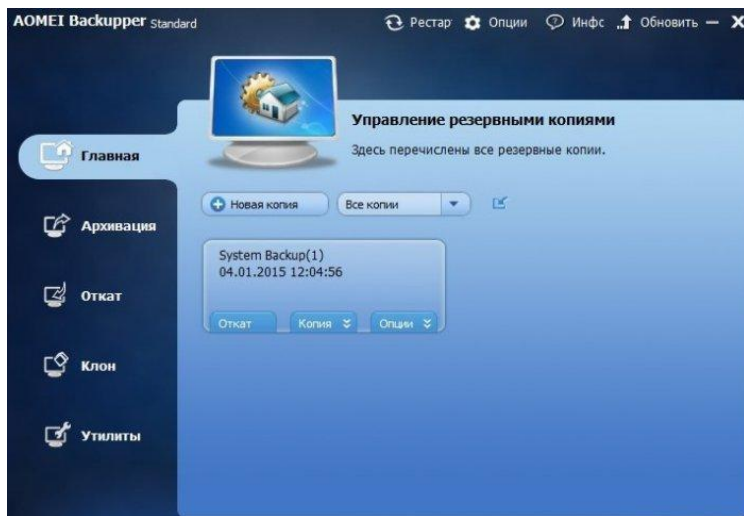 AOMEI Backupper Standard
Рестар
Опции
Инфс
Обновить
Управление резервными копиями
Здесь перечислены все резервные копии.
Главная
Новая копия
Все копии
Архивация
System Backup(1)
04.01.2015 12:04:56
Откат
Откат
Копия
Опции
Клон
Утилиты